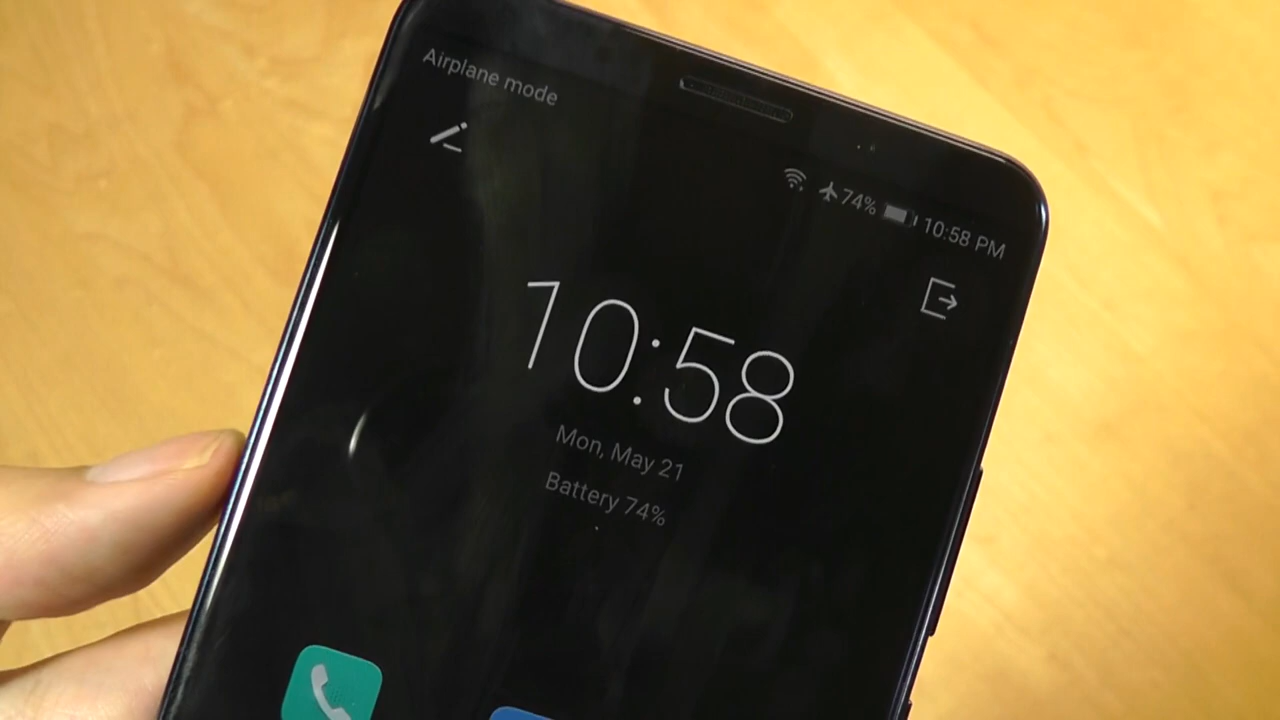 Airplane mode
74% 10:58 PM
10:58
Mon, May 21
Battery 74%